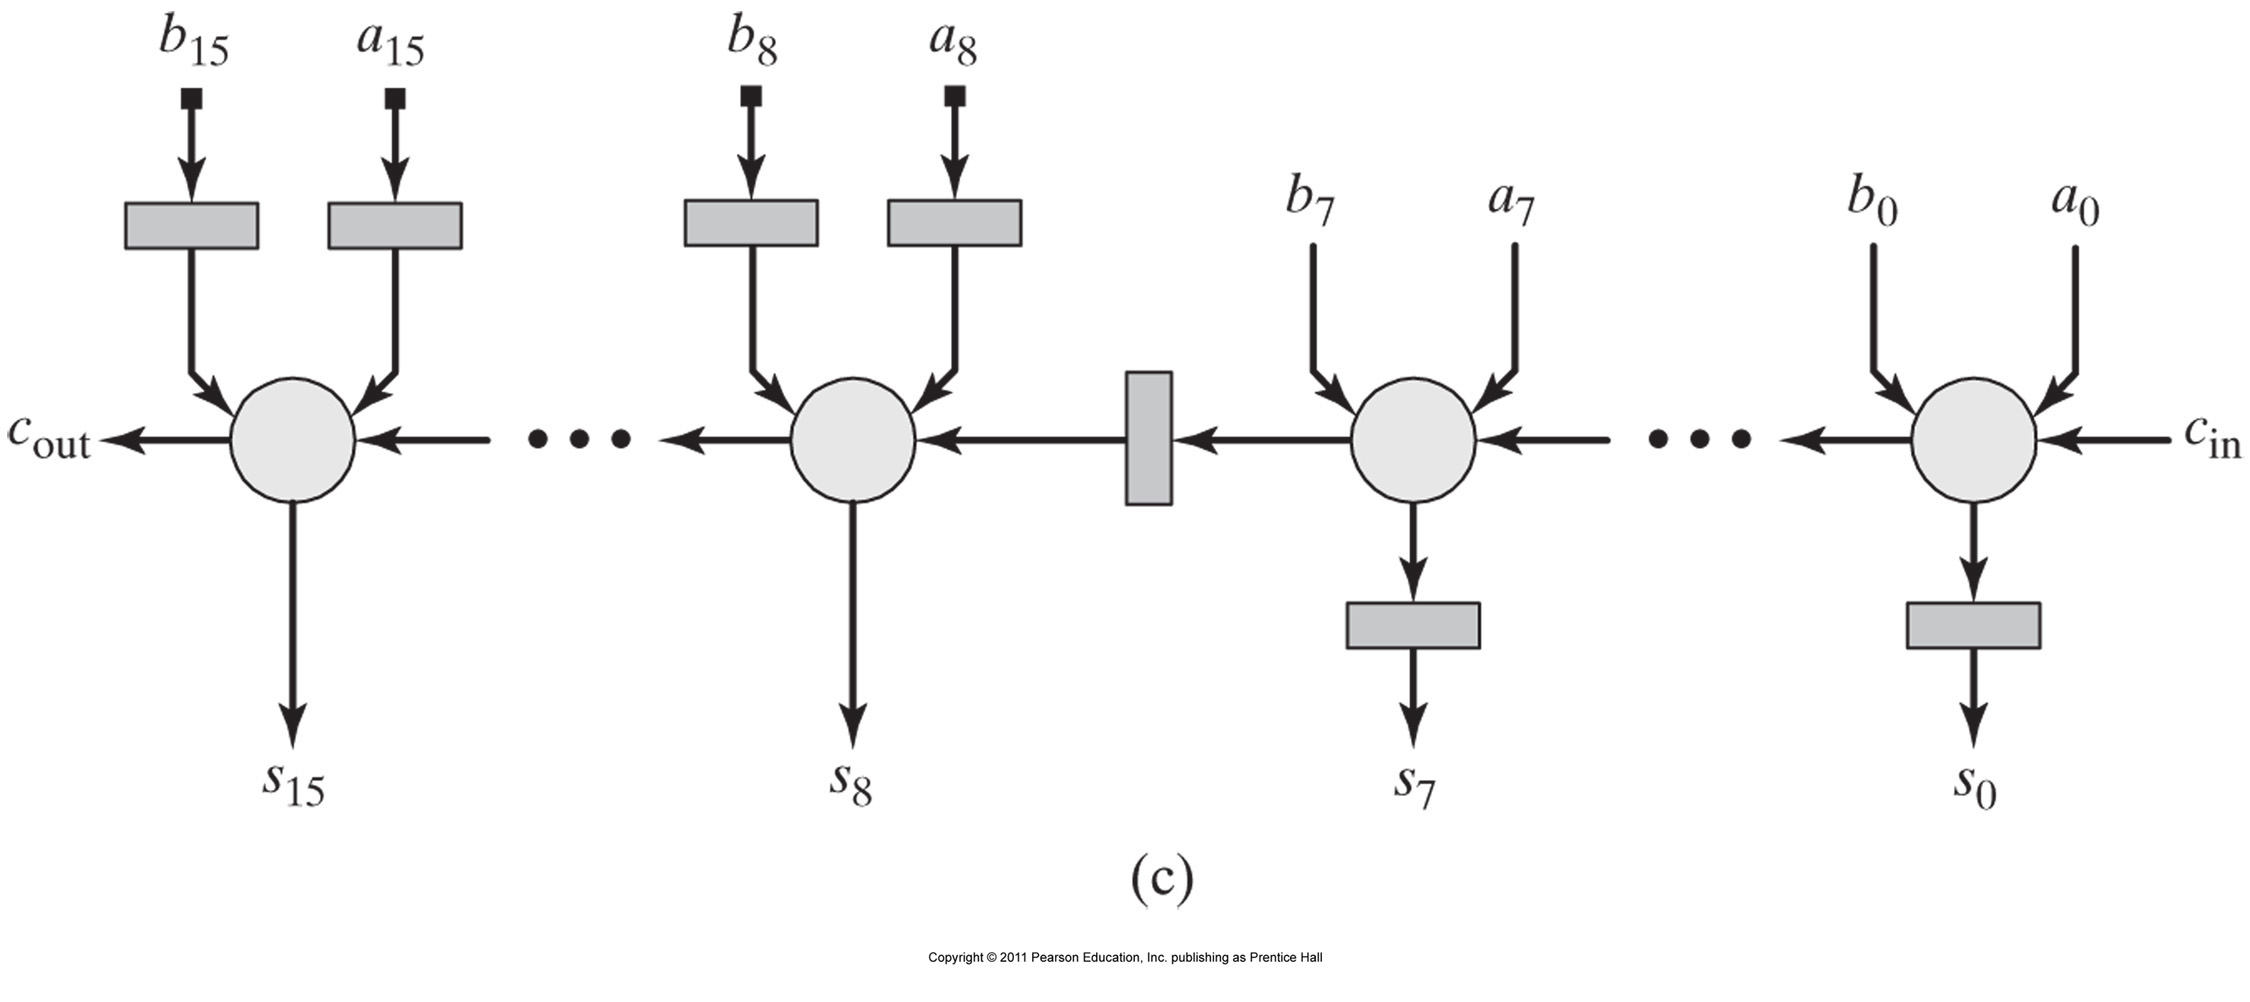 b15 a15 b8 a8
b7 a7 b0 a0
cout cin
s15 s8 s7 s0
(c)
Copyright © 2011 Pearson Education, Inc. publishing as Prentice Hall